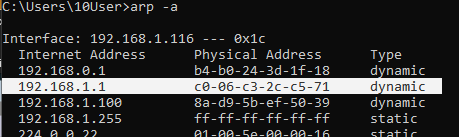 C:\Users\10User>arp -a
Interface: 192.168.1.116 --- 0x1c
Internet Address Physical Address Type
192.168.0.1 b4-b0-24-3d-1f-18 dynamic
192.168.1.1 c0-06-c3-2c-c5-71 dynamic
192.168.1.100 8a-d9-5b-ef-50-39 dynamic
192.168.1.255 ff-ff-ff-ff-ff-ff static
224.0.0.22 01-00-5e-00-00-16 static